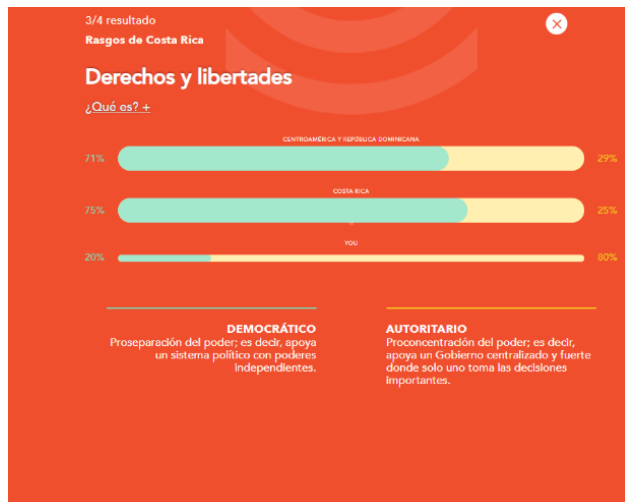 3/4 resultado
Rasgos de Costa Rica
Derechos y libertades
¿Qué es? +
CENTROAMÉRICA Y REPÚBLICA DOMINICANA
71%
29%
COSTA RICA
75%
25%
YOU
20%
80%
DEMOCRÁTICO
Proseparación del poder; es decir, apoya
un sistema político con poderes
independientes.
AUTORITARIO
Proconcentración del poder; es decir,
apoya un Gobierno centralizado y fuerte
donde solo uno toma las decisiones
importantes.